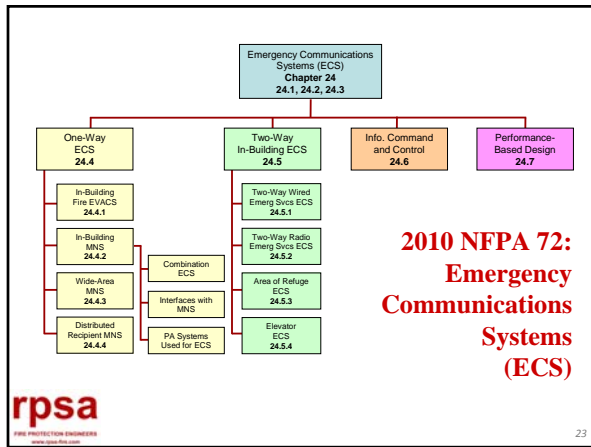 Emergency Communications
Systems (ECS)
Chapter 24
24.1, 24.2, 24.3
One-Way
ECS
24.4
Two-Way
In-Building ECS
24.5
Info. Command
and Control
24.6
Performance-
Based Design
24.7
In-Building
Fire EVACS
24.4.1
In-Building
MNS
24.4.2
Wide-Area
MNS
24.4.3
Distributed
Recipient MNS
24.4.4
Combination
ECS
Interfaces with
MNS
PA Systems
Used for ECS
Two-Way Wired
Emerg Svcs ECS
24.5.1
Two-Way Radio
Emerg Svcs ECS
24.5.2
Area of Refuge
ECS
24.5.3
Elevator
ECS
24.5.4
2010 NFPA 72:
Emergency
Communications
Systems
(ECS)
rpsa
FIRE PROTECTION ENGINEERS
www.rpsa-fire.com
23